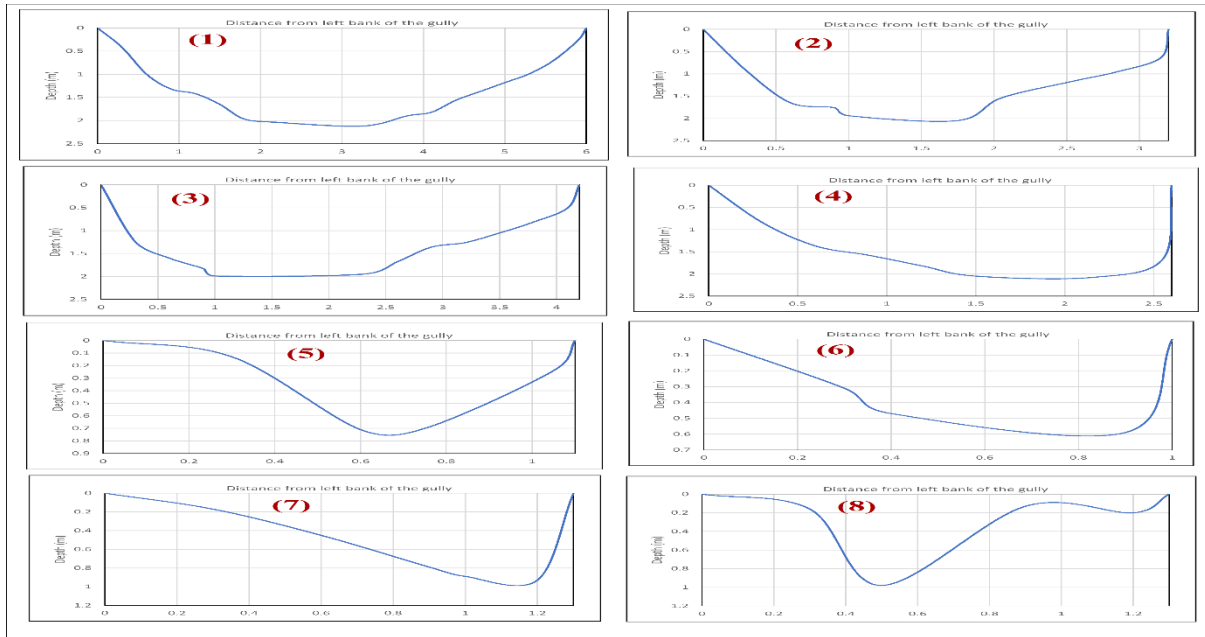 Distance from left bank of the gully
(1)
Depth (m)
0
0.5
1
1.5
2
2.5
0 1 2 3 4 5 6
Distance from left bank of the gully
(2)
Depth (m)
0
0.5
1
1.5
2
2.5
0 0.5 1 1.5 2 2.5 3
Distance from left bank of the gully
(3)
Depth (m)
0
0.5
1
1.5
2
2.5
0 0.5 1 1.5 2 2.5 3 3.5 4
Distance from left bank of the gully
(4)
Depth (m)
0
0.5
1
1.5
2
2.5
0 0.5 1 1.5 2 2.5
Distance from left bank of the gully
(5)
Depth (m)
0
0.1
0.2
0.3
0.4
0.5
0.6
0.7
0.8
0.9
0 0.2 0.4 0.6 0.8 1
Distance from left bank of the gully
(6)
Depth (m)
0
0.1
0.2
0.3
0.4
0.5
0.6
0.7
0 0.2 0.4 0.6 0.8 1
Distance from left bank of the gully
(7)
Depth (m)
0
0.2
0.4
0.6
0.8
1
1.2
0 0.2 0.4 0.6 0.8 1 1.2
Distance from left bank of the gully
(8)
Depth (m)
0
0.2
0.4
0.6
0.8
1
1.2
0 0.2 0.4 0.6 0.8 1 1.2